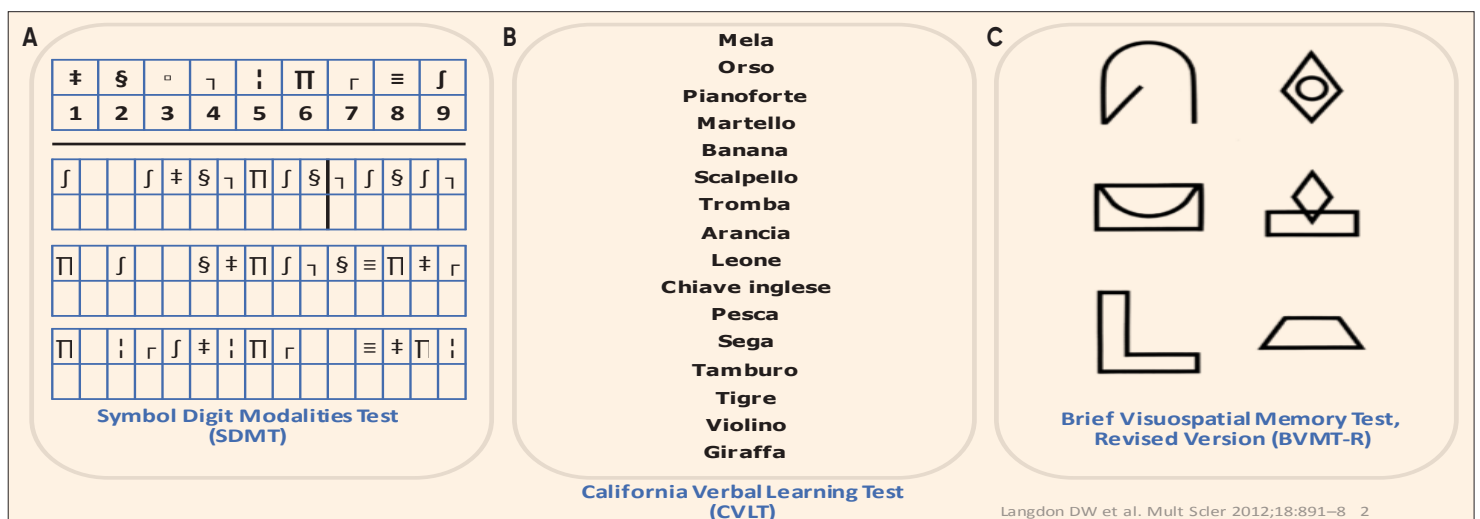 A
‡ § ▫ ┐ ¦ Π ┌ ≡ ∫
1 2 3 4 5 6 7 8 9
∫ ∫ ‡ § ┐ Π ∫ § ┐ ∫ § ∫ ┐
Π ∫ § ‡ Π ∫ ┐ § ≡ Π ‡ ┌
Π ¦ ┌ ∫ ‡ ¦ Π ┌ ≡ ‡ Π ¦
Symbol Digit Modalities Test
(SDMT)
B
Mela
Orso
Pianoforte
Martello
Banana
Scalpello
Tromba
Arancia
Leone
Chiave inglese
Pesca
Sega
Tamburo
Tigre
Violino
Giraffa
California Verbal Learning Test
(CVLT)
C
Brief Visuospatial Memory Test,
Revised Version (BVMT-R)
Langdon DW et al. Mult Scler 2012;18:891–8 2